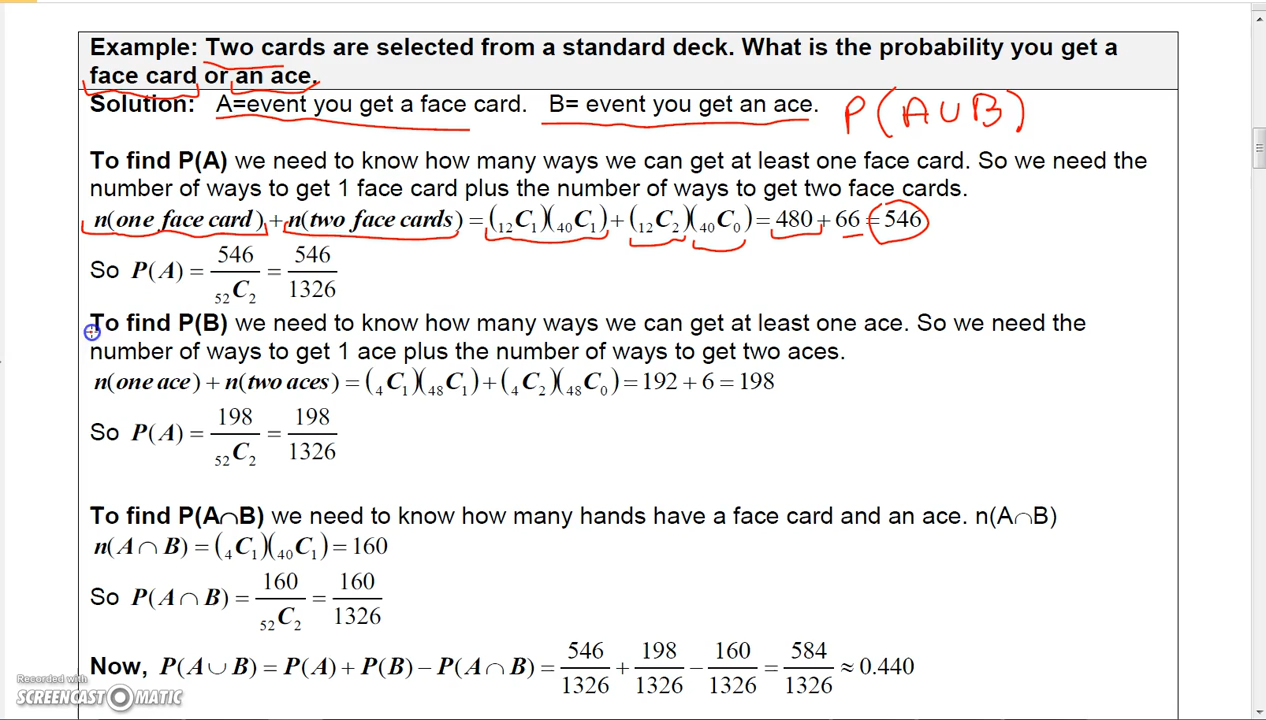 Example: Two cards are selected from a standard deck. What is the probability you get a
face card or an ace.
Solution: A=event you get a face card. B= event you get an ace. P(A∪B)
To find P(A) we need to know how many ways we can get at least one face card. So we need the
number of ways to get 1 face card plus the number of ways to get two face cards.
n(one face card)+n(two face cards)=(₁₂C₁)(₄₀C₁)+(₁₂C₂)(₄₀C₀)=480+66=546
So P(A)=546/₅₂C₂=546/1326
To find P(B) we need to know how many ways we can get at least one ace. So we need the
number of ways to get 1 ace plus the number of ways to get two aces.
n(one ace)+n(two aces)=(₄C₁)(₄₈C₁)+(₄C₂)(₄₈C₀)=192+6=198
So P(A)=198/₅₂C₂=198/1326
To find P(A∩B) we need to know how many hands have a face card and an ace. n(A∩B)
n(A∩B)=(₄C₁)(₄₀C₁)=160
So P(A∩B)=160/₅₂C₂=160/1326
Now, P(A∪B)=P(A)+P(B)−P(A∩B)=546/1326+198/1326−160/1326=584/1326≈0.440
Recorded with
SCREENCAST-O-MATIC